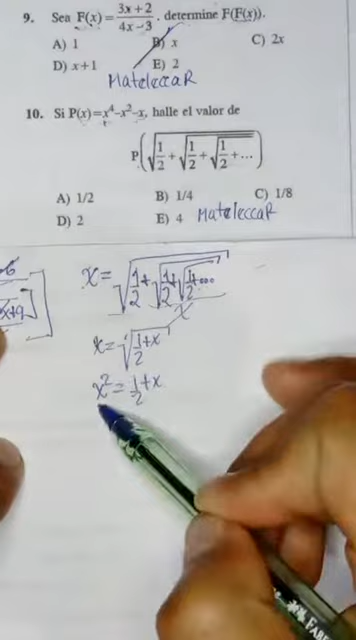 9. Sea F(x) = (3x + 2)/(4x - 3), determine F(F(x)).
A) 1 B) x C) 2x
D) x+1 E) 2
MateleccaR
10. Si P(x)=x⁴-x²-x, halle el valor de
P(√(1/2 + √(1/2 + √(1/2 + ...))))
A) 1/2 B) 1/4 C) 1/8
D) 2 E) 4 MateleccaR
x = √(1/2 + √(1/2 + √(1/2 + ...
x
x = √(1/2 + x)
x² = 1/2 + x